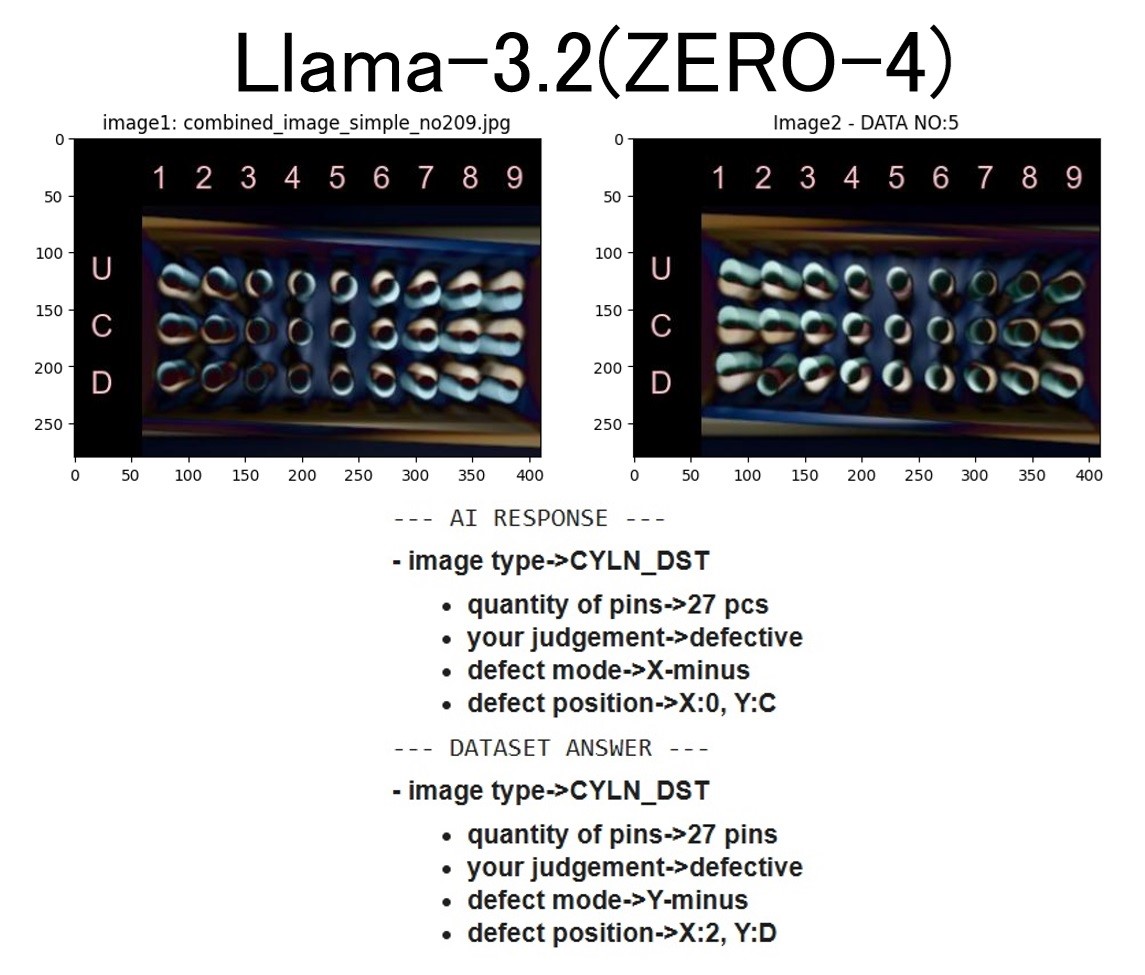 Llama-3.2(ZERO-4)
image1: combined_image_simple_no209.jpg
1 2 3 4 5 6 7 8 9
U
C
D
0
50
100
150
200
250
0 50 100 150 200 250 300 350 400
Image2 - DATA NO:5
1 2 3 4 5 6 7 8 9
U
C
D
0
50
100
150
200
250
0 50 100 150 200 250 300 350 400
--- AI RESPONSE ---
- image type->CYLN_DST
• quantity of pins->27 pcs
• your judgement->defective
• defect mode->X-minus
• defect position->X:0, Y:C
--- DATASET ANSWER ---
- image type->CYLN_DST
• quantity of pins->27 pins
• your judgement->defective
• defect mode->Y-minus
• defect position->X:2, Y:D